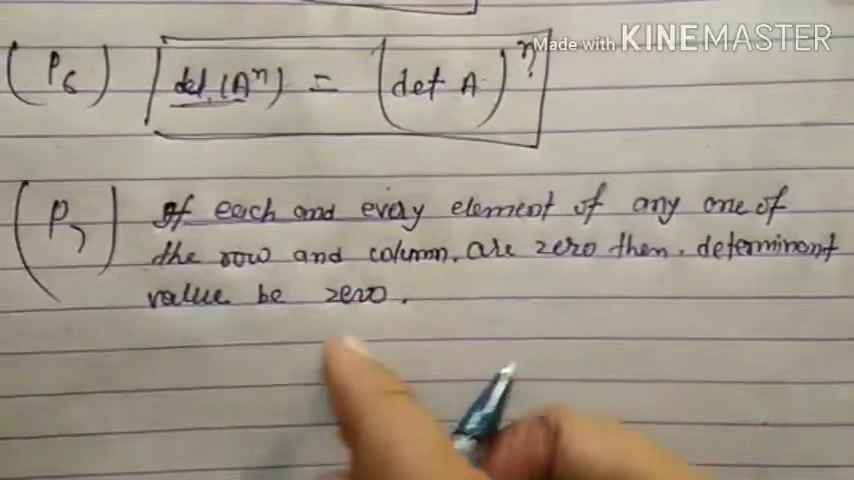 Made with KINEMASTER
(P6) det.(Aⁿ) = (det A)ⁿ
(P7) If each and every element of any one of
the row and column. are zero then. determinant
value be zero.